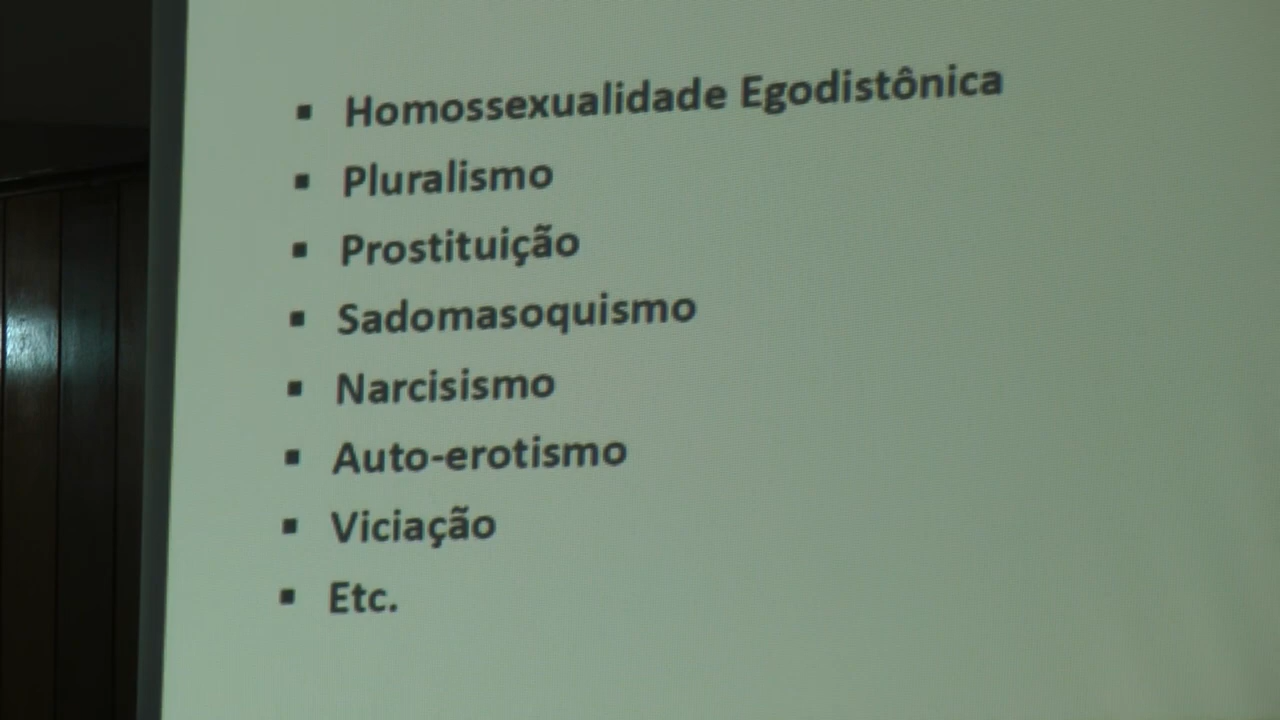 ▪ Homossexualidade Egodistônica
▪ Pluralismo
▪ Prostituição
▪ Sadomasoquismo
▪ Narcisismo
▪ Auto-erotismo
▪ Viciação
▪ Etc.